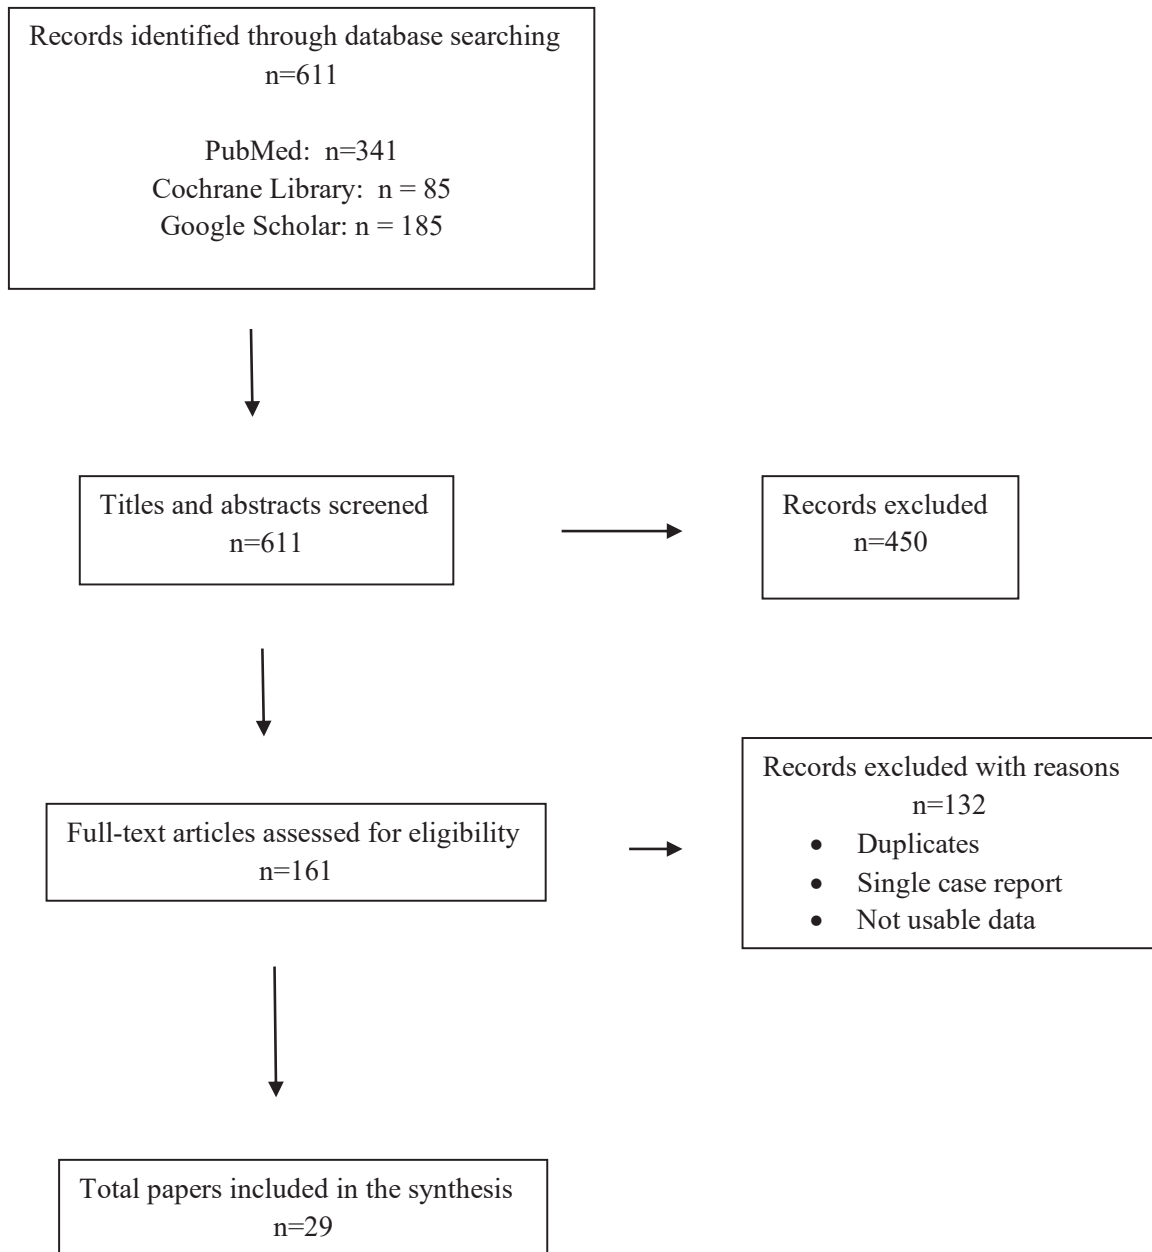 Records identified through database searching
n=611
PubMed:  n=341
Cochrane Library:  n = 85
Google Scholar: n = 185
Titles and abstracts screened
n=611
Records excluded
n=450
Full-text articles assessed for eligibility
n=161
Records excluded with reasons
n=132
• Duplicates
• Single case report
• Not usable data
Total papers included in the synthesis
n=29